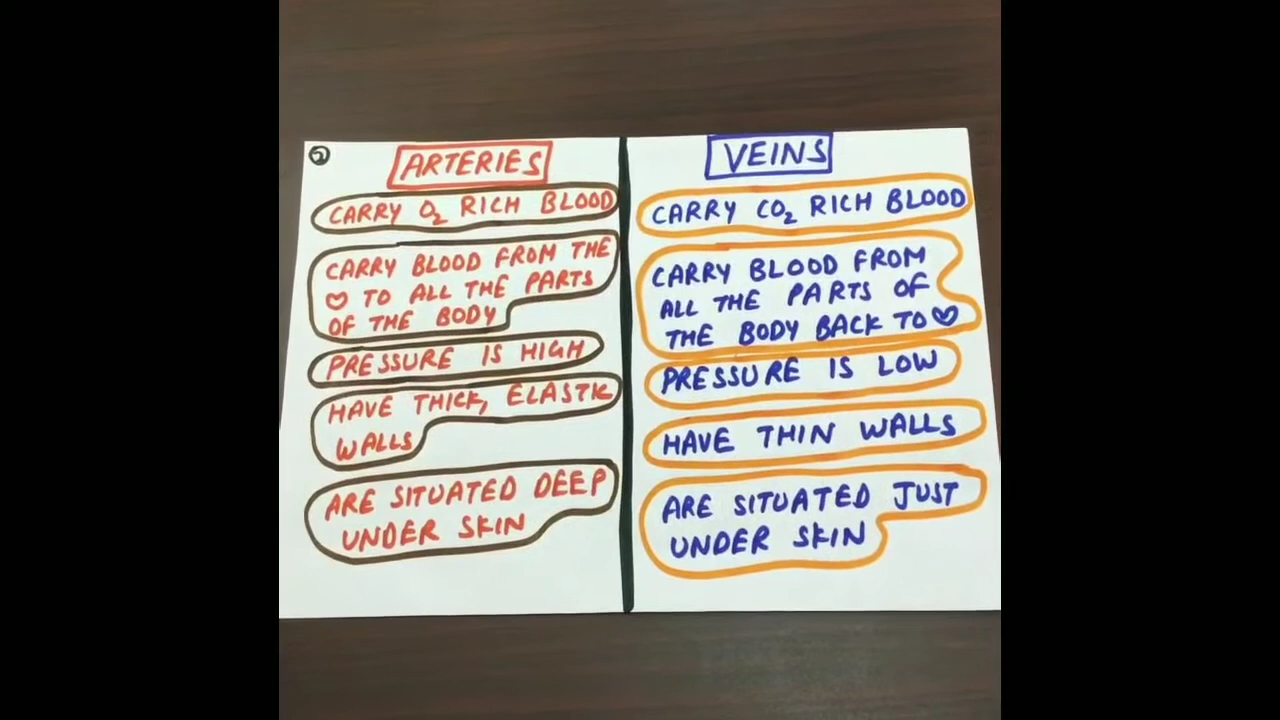 2
ARTERIES
CARRY O₂ RICH BLOOD
CARRY BLOOD FROM THE
♡ TO ALL THE PARTS
OF THE BODY
PRESSURE IS HIGH
HAVE THICK, ELASTIC
WALLS
ARE SITUATED DEEP
UNDER SKIN
VEINS
CARRY CO₂ RICH BLOOD
CARRY BLOOD FROM
ALL THE PARTS OF
THE BODY BACK TO ♡
PRESSURE IS LOW
HAVE THIN WALLS
ARE SITUATED JUST
UNDER SKIN